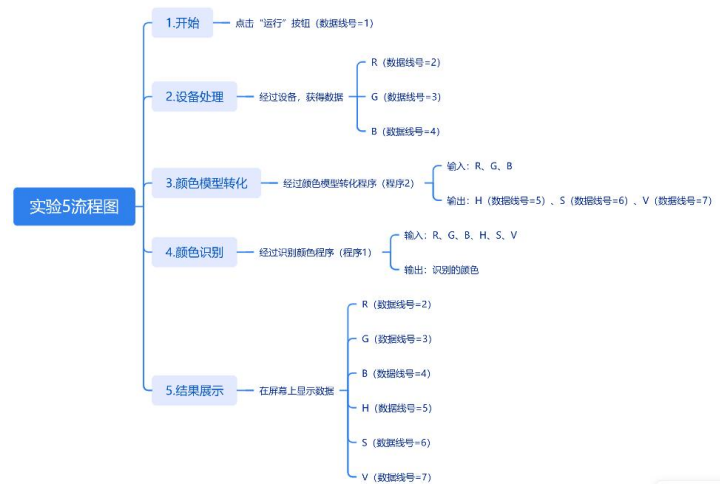 实验5流程图
1.开始
点击“运行”按钮（数据线号=1）
2.设备处理
经过设备，获得数据
R（数据线号=2）
G（数据线号=3）
B（数据线号=4）
3.颜色模型转化
经过颜色模型转化程序（程序2）
输入：R、G、B
输出：H（数据线号=5）、S（数据线号=6）、V（数据线号=7）
4.颜色识别
经过识别颜色程序（程序1）
输入：R、G、B、H、S、V
输出：识别的颜色
5.结果展示
在屏幕上显示数据
R（数据线号=2）
G（数据线号=3）
B（数据线号=4）
H（数据线号=5）
S（数据线号=6）
V（数据线号=7）